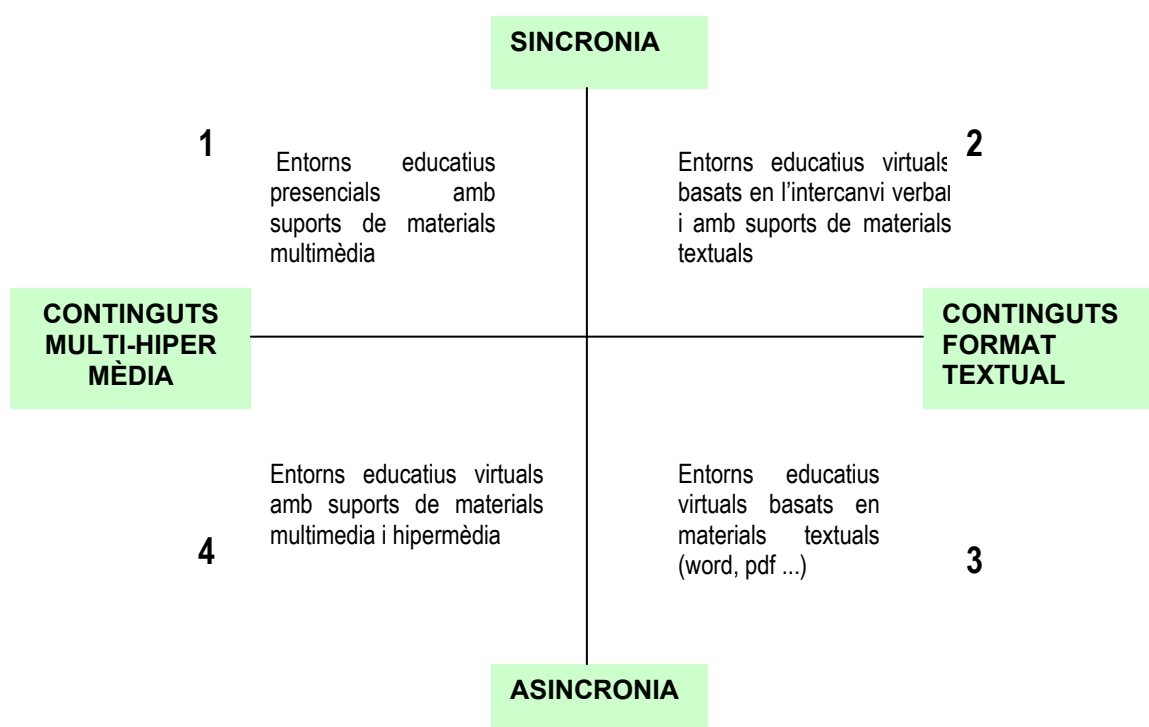 SINCRONIA
1
Entorns educatius
presencials amb
suports de materials
multimèdia
2
Entorns educatius virtuals
basats en l’intercanvi verbal
i amb suports de materials
textuals
CONTINGUTS
MULTI-HIPER
MÈDIA
CONTINGUTS
FORMAT
TEXTUAL
4
Entorns educatius virtuals
amb suports de materials
multimedia i hipermèdia
Entorns educatius
virtuals basats en
materials textuals
(word, pdf ...)
3
ASINCRONIA